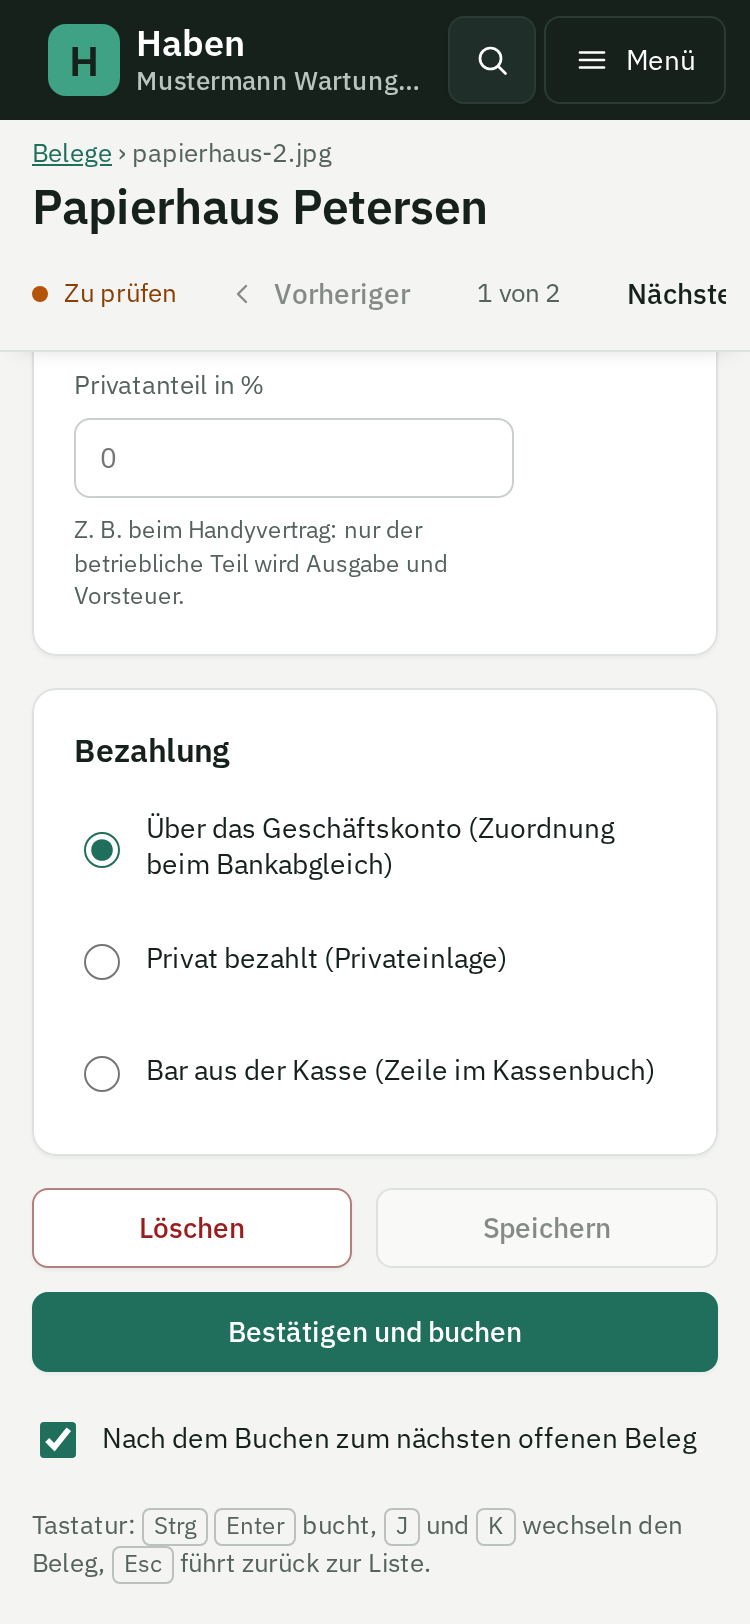 H
Haben
Mustermann Wartung...
Menü
Belege › papierhaus-2.jpg
Papierhaus Petersen
Zu prüfen
Vorheriger
1 von 2
Nächste
Privatanteil in %
0
Z. B. beim Handyvertrag: nur der
betriebliche Teil wird Ausgabe und
Vorsteuer.
Bezahlung
Über das Geschäftskonto (Zuordnung
beim Bankabgleich)
Privat bezahlt (Privateinlage)
Bar aus der Kasse (Zeile im Kassenbuch)
Löschen
Speichern
Bestätigen und buchen
Nach dem Buchen zum nächsten offenen Beleg
Tastatur: Strg Enter bucht, J und K wechseln den
Beleg, Esc führt zurück zur Liste.